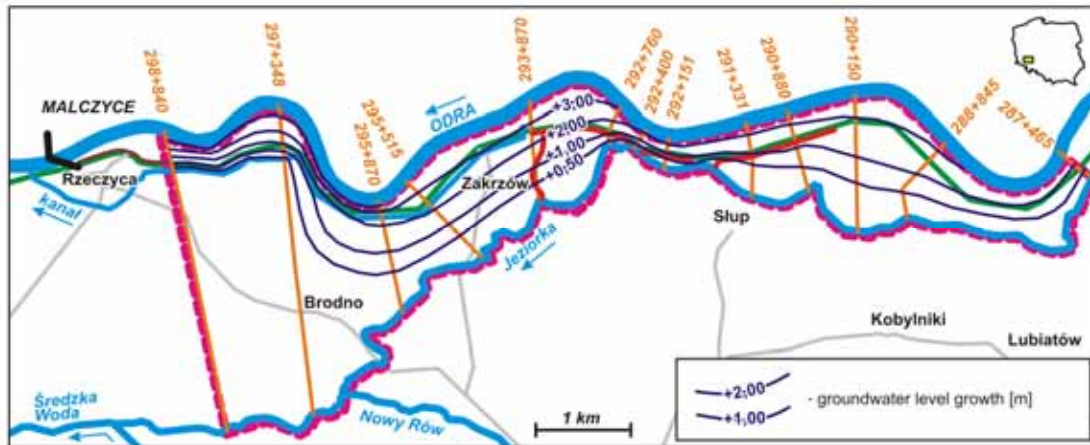 298+840
297+348
293+870
292+760
292+400
292+151
291+331
290+880
290+150
288+845
287+465
MALCZYCE
ODRA
+3,00
+2,00
+1,00
+0,50
295+515
295+870
Rzeczyca
kanał
Zakrzów
Jeziorka
Słup
Brodno
Kobylniki
Lubiatów
Średzka
Woda
Nowy Rów
1 km
+2,00
+1,00
- groundwater level growth [m]